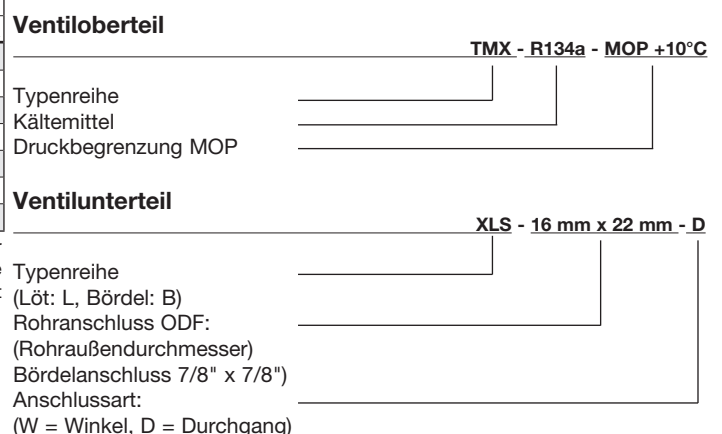 Ventiloberteil
TMX - R134a - MOP +10°C
Typenreihe
Kältemittel
Druckbegrenzung MOP
Ventilunterteil
XLS - 16 mm x 22 mm - D
Typenreihe
(Löt: L, Bördel: B)
Rohranschluss ODF:
(Rohraußendurchmesser)
Bördelanschluss 7/8" x 7/8")
Anschlussart:
(W = Winkel, D = Durchgang)